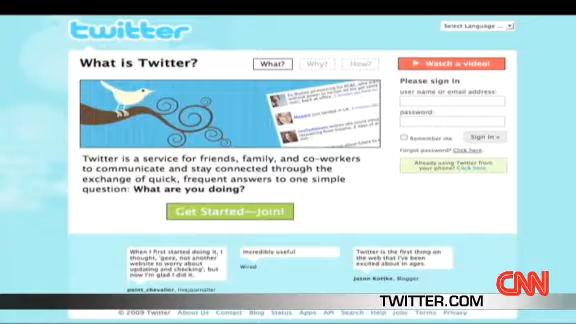 twitter
Select Language ...
What is Twitter?
What?
Why?
How?
Watch a video!
Please sign in
user name or email address:
password:
Remember me
Sign In »
Forgot password? Click here.
Already using Twitter from
your phone? Click here.
Twitter is a service for friends, family, and co-workers
to communicate and stay connected through the
exchange of quick, frequent answers to one simple
question: What are you doing?
Get Started—Join!
When I first started doing it, I
thought, 'geez, not another
website to worry about
updating and checking', but
now I'm glad I did it.
point_chevalier, livejournaller
Incredibly useful
Wired
Twitter is the first thing on
the web that I've been
excited about in ages.
Jason Kottke, Blogger
CNN
TWITTER.COM
© 2009 Twitter About Us Contact Blog Status Apps API Search Help Jobs Terms Privacy